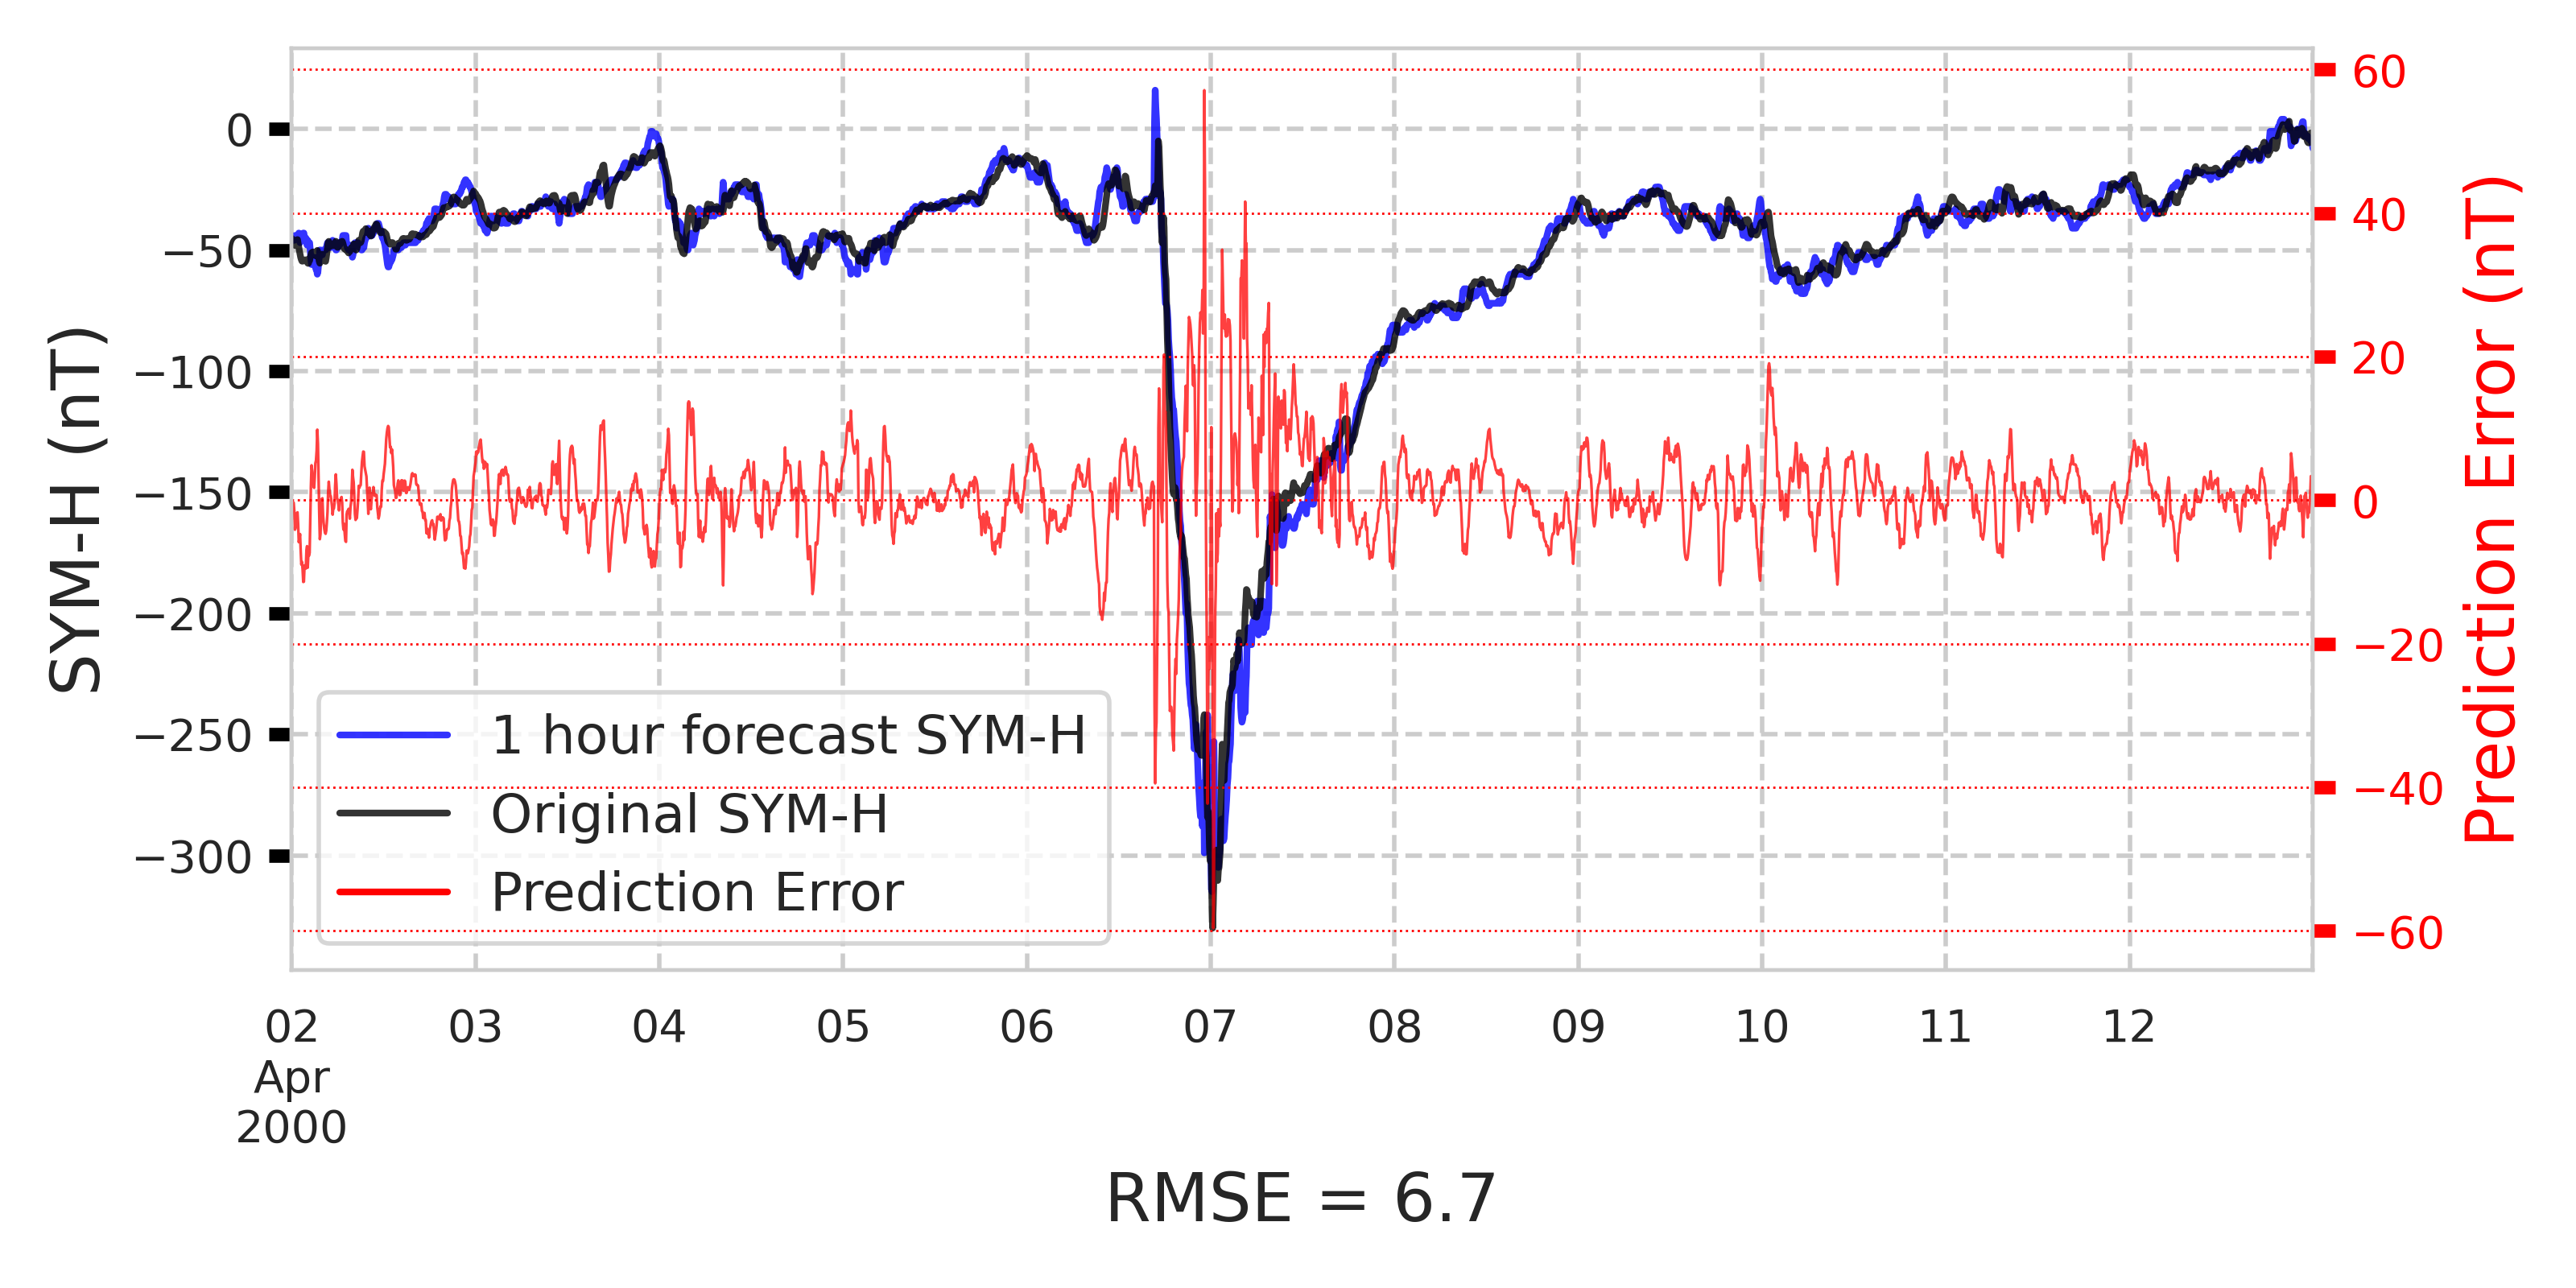 SYM-H (nT)
0
−50
−100
−150
−200
−250
−300
60
40
20
0
−20
−40
−60
Prediction Error (nT)
1 hour forecast SYM-H
Original SYM-H
Prediction Error
02 03 04 05 06 07 08 09 10 11 12
Apr
2000
RMSE = 6.7